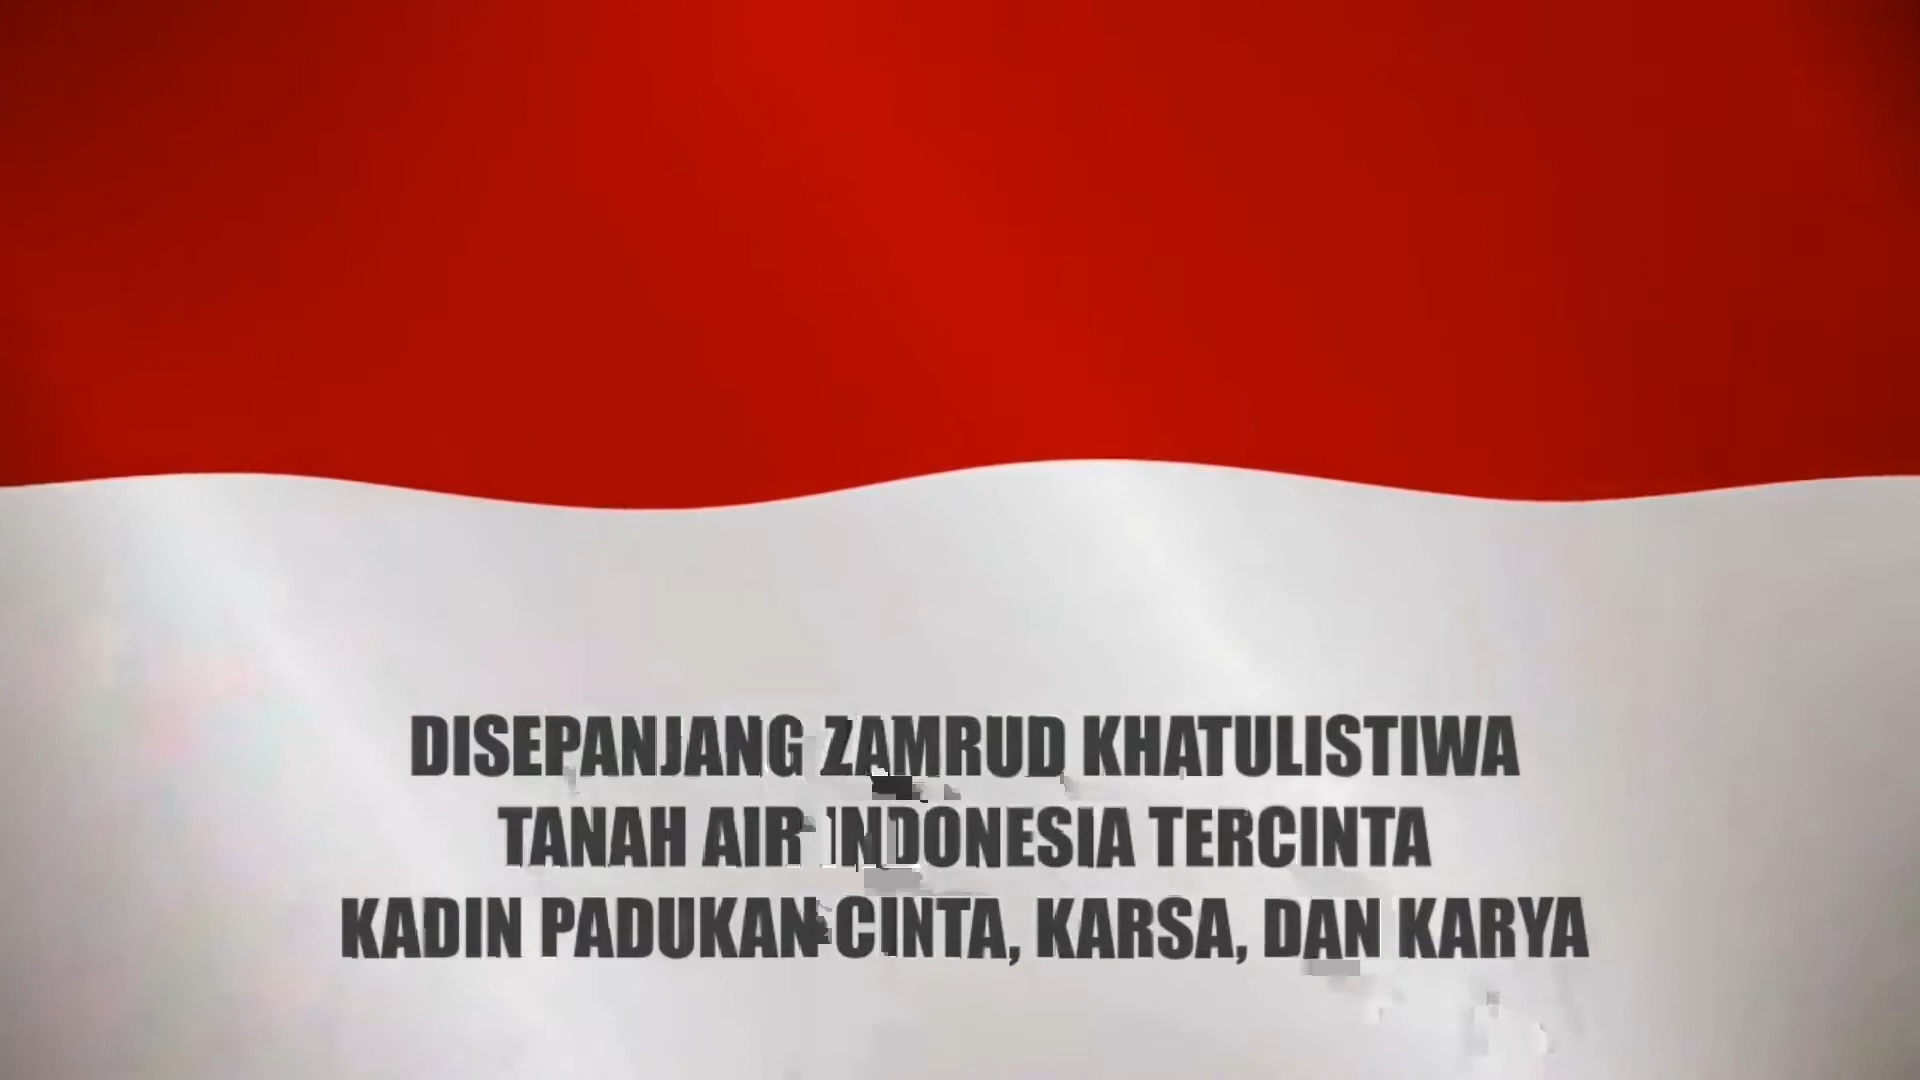 DISEPANJANG ZAMRUD KHATULISTIWA
TANAH AIR INDONESIA TERCINTA
KADIN PADUKAN CINTA, KARSA, DAN KARYA